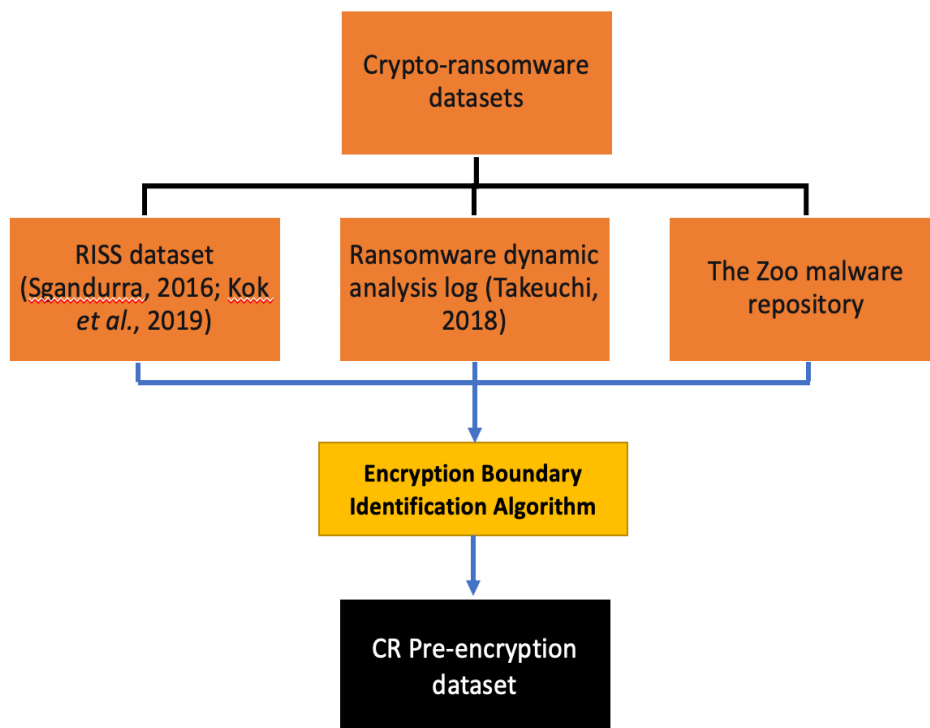 Crypto-ransomware
datasets
RISS dataset
(Sgandurra, 2016; Kok
et al., 2019)
Ransomware dynamic
analysis log (Takeuchi,
2018)
The Zoo malware
repository
Encryption Boundary
Identification Algorithm
CR Pre-encryption
dataset